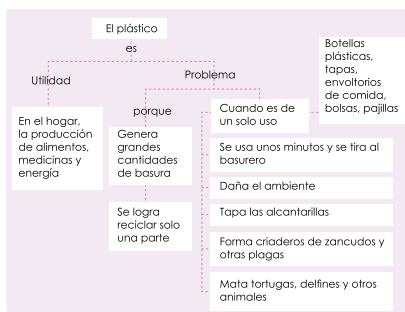 El plástico
es
Utilidad
Problema
En el hogar,
la producción
de alimentos,
medicinas y
energía
porque
Genera
grandes
cantidades
de basura
Se logra
reciclar solo
una parte
Cuando es de
un solo uso
Botellas
plásticas,
tapas,
envoltorios
de comida,
bolsas, pajillas
Se usa unos minutos y se tira al
basurero
Daña el ambiente
Tapa las alcantarillas
Forma criaderos de zancudos y
otras plagas
Mata tortugas, delfines y otros
animales